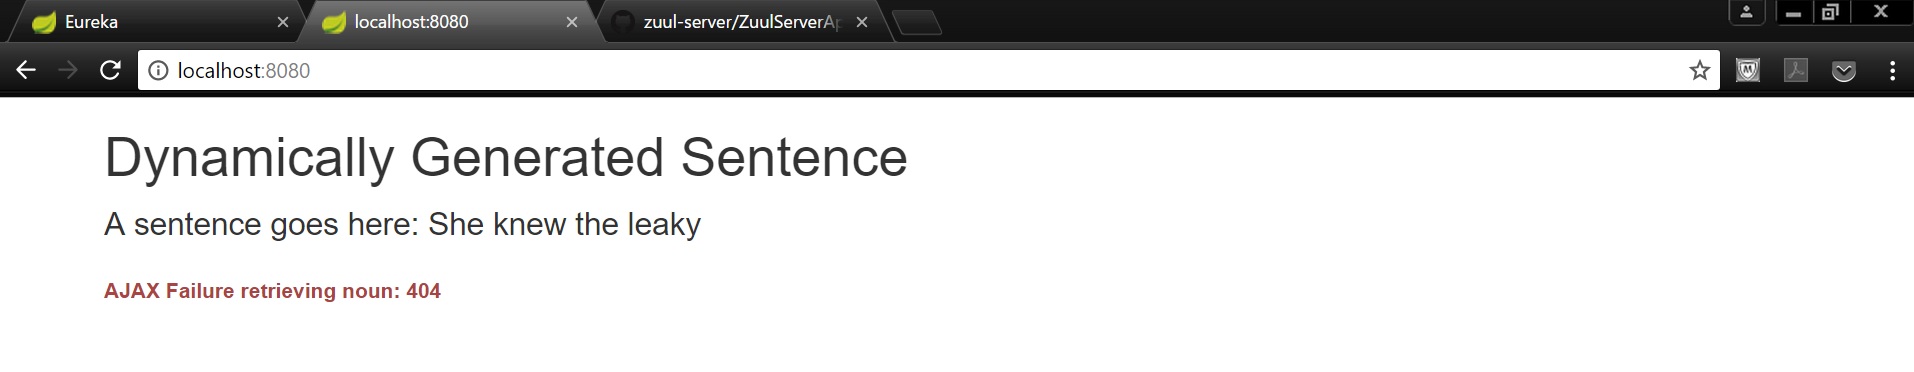 Eureka
localhost:8080
zuul-server/ZuulServerAp
localhost:8080
Dynamically Generated Sentence
A sentence goes here: She knew the leaky
AJAX Failure retrieving noun: 404